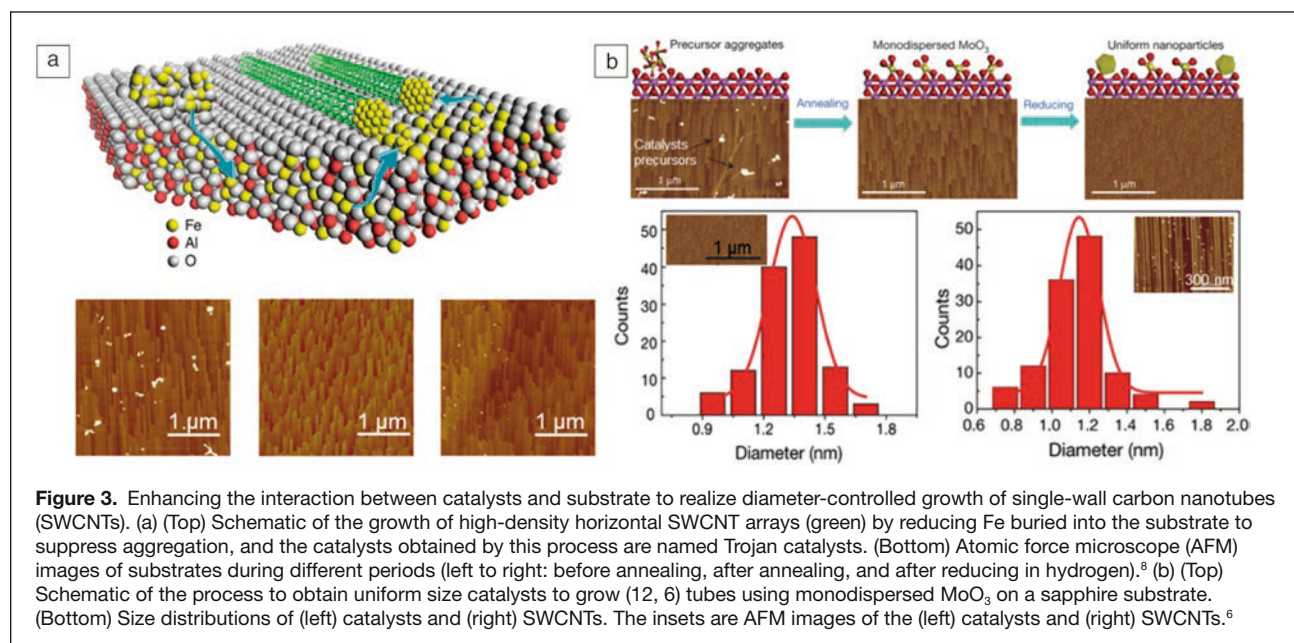 a
Fe
Al
O
1 μm
1 μm
1 μm
b
Precursor aggregates
Monodispersed MoO3
Uniform nanoparticles
Annealing
Reducing
Catalysts
precursors
1 μm
1 μm
1 μm
50
40
30
20
10
0
Counts
1 μm
0.9
1.2
1.5
1.8
Diameter (nm)
50
40
30
20
10
0
Counts
300 nm
0.6
0.8
1.0
1.2
1.4
1.6
1.8
2.0
Diameter (nm)
Figure 3. Enhancing the interaction between catalysts and substrate to realize diameter-controlled growth of single-wall carbon nanotubes
(SWCNTs). (a) (Top) Schematic of the growth of high-density horizontal SWCNT arrays (green) by reducing Fe buried into the substrate to
suppress aggregation, and the catalysts obtained by this process are named Trojan catalysts. (Bottom) Atomic force microscope (AFM)
images of substrates during different periods (left to right: before annealing, after annealing, and after reducing in hydrogen).8 (b) (Top)
Schematic of the process to obtain uniform size catalysts to grow (12, 6) tubes using monodispersed MoO3 on a sapphire substrate.
(Bottom) Size distributions of (left) catalysts and (right) SWCNTs. The insets are AFM images of the (left) catalysts and (right) SWCNTs.6